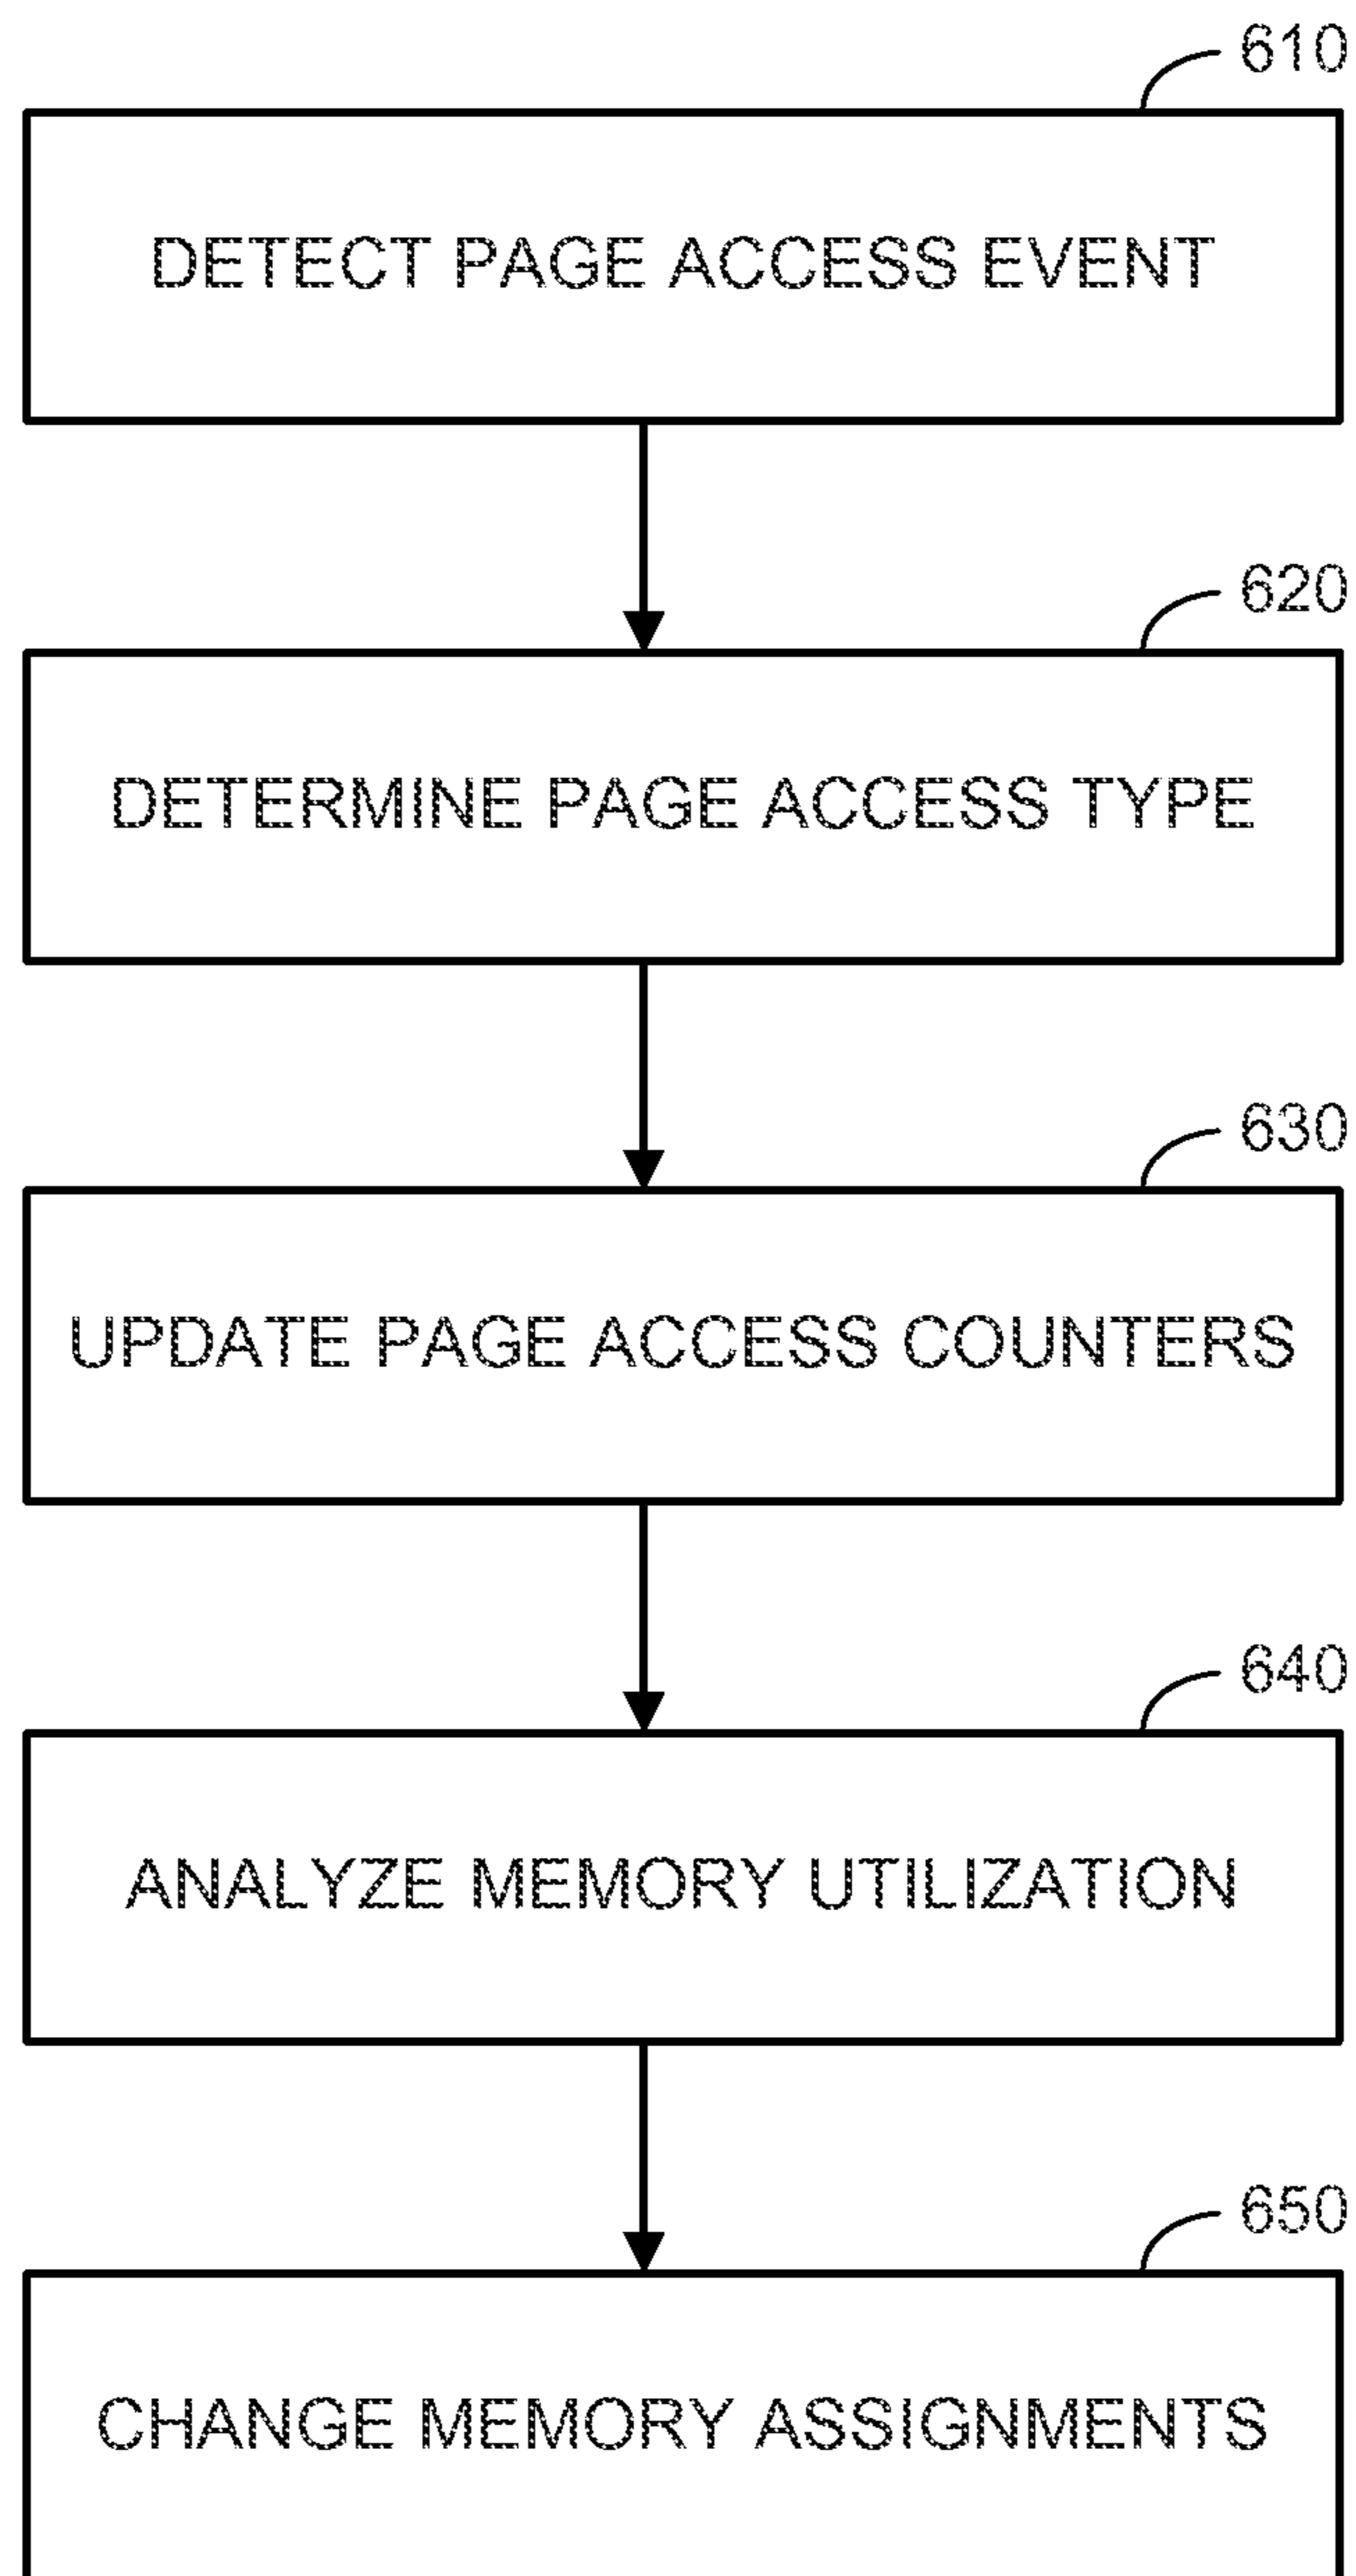 610
DETECT PAGE ACCESS EVENT
620
DETERMINE PAGE ACCESS TYPE
630
UPDATE PAGE ACCESS COUNTERS
640
ANALYZE MEMORY UTILIZATION
650
CHANGE MEMORY ASSIGNMENTS